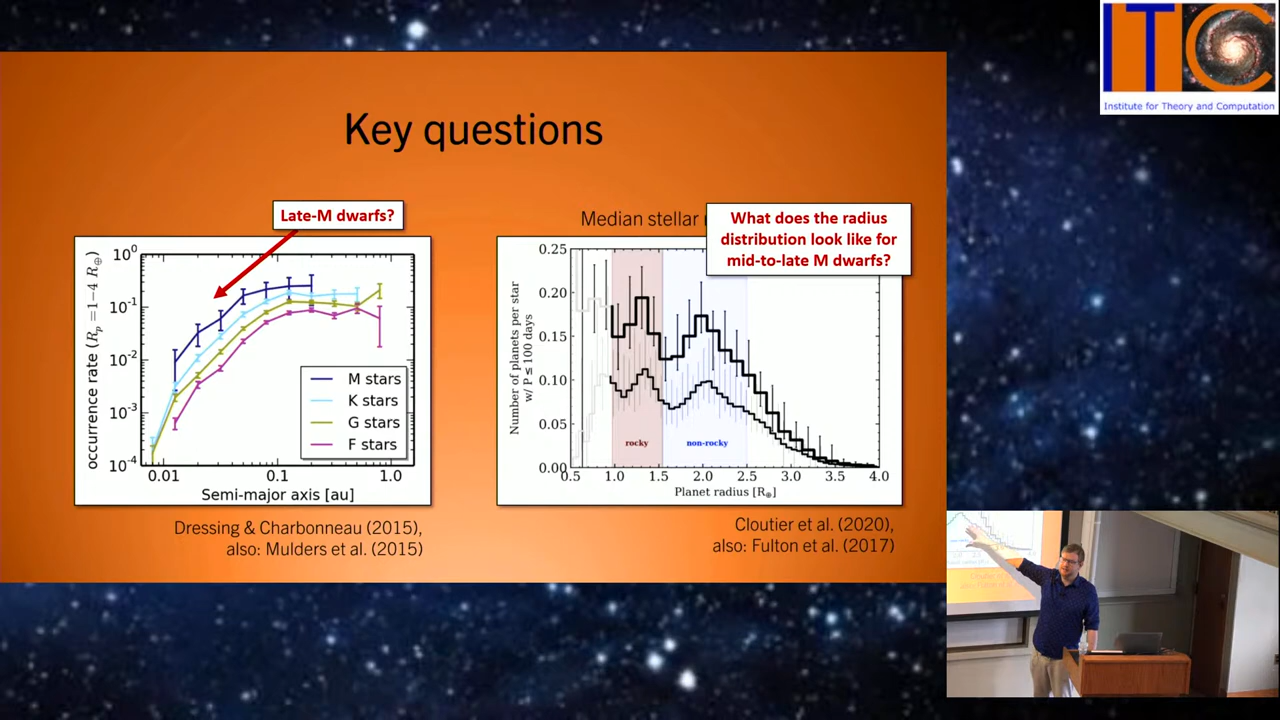 ITC
Institute for Theory and Computation
Key questions
Late-M dwarfs?
Median stellar
What does the radius
distribution look like for
mid-to-late M dwarfs?
occurrence rate (R_p =1−4 R_⊕)
10^0
10^-1
10^-2
10^-3
10^-4
M stars
K stars
G stars
F stars
0.01
0.1
1.0
Semi-major axis [au]
Number of planets per star
w/ P ≤ 100 days
0.25
0.20
0.15
0.10
0.05
0.00
rocky
non-rocky
0.5 1.0 1.5 2.0 2.5 3.0 3.5 4.0
Planet radius [R⊕]
Dressing & Charbonneau (2015),
also: Mulders et al. (2015)
Cloutier et al. (2020),
also: Fulton et al. (2017)